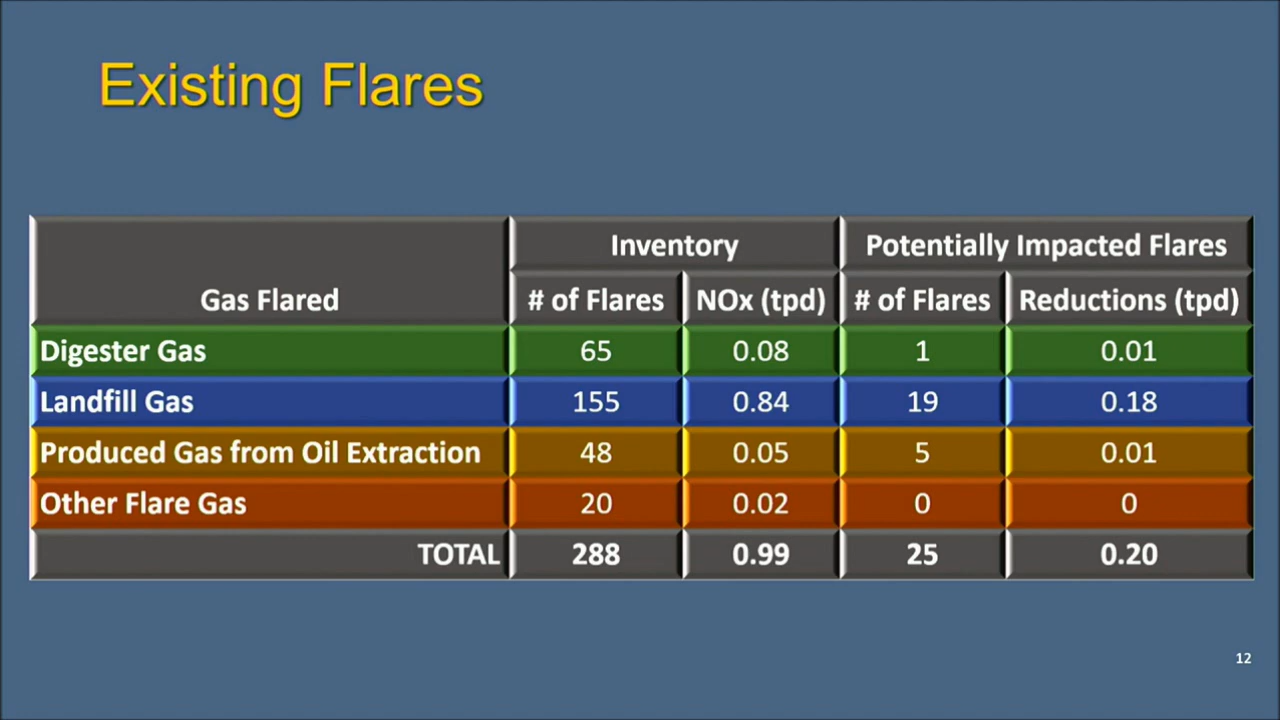 Existing Flares
Inventory Potentially Impacted Flares
Gas Flared # of Flares NOx (tpd) # of Flares Reductions (tpd)
Digester Gas 65 0.08 1 0.01
Landfill Gas 155 0.84 19 0.18
Produced Gas from Oil Extraction 48 0.05 5 0.01
Other Flare Gas 20 0.02 0 0
TOTAL 288 0.99 25 0.20
12